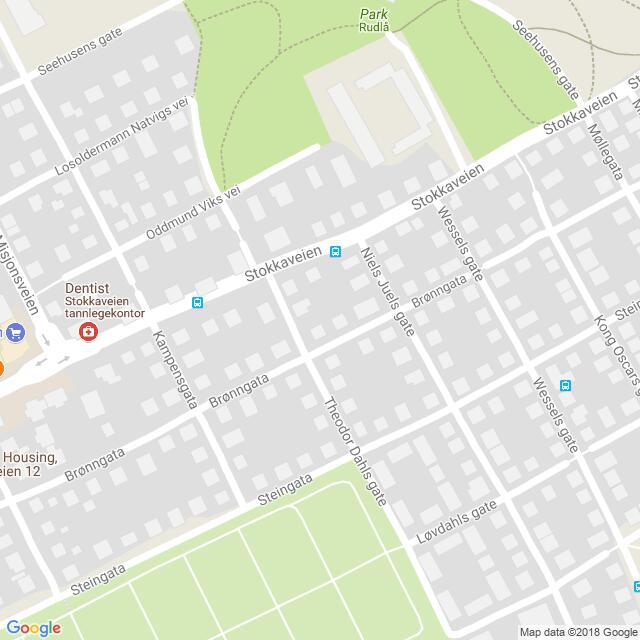 Park
Rudlå
Seehusens gate
Seehusens gate
Stokkaveien
Losoldermann Natvigs vei
Møllegata
Stokkaveien
Oddmund Viks vei
Wessels gate
Misjonsveien
Stokkaveien
Niels Juels gate
Brønngata
Dentist
Stokkaveien
tannlegekontor
Kampensgata
Kong Oscars g
Brønngata
Theodor Dahls gate
Wessels gate
Housing,
eien 12
Brønngata
Steingata
Løvdahls gate
Steingata
Google
Map data ©2018 Google